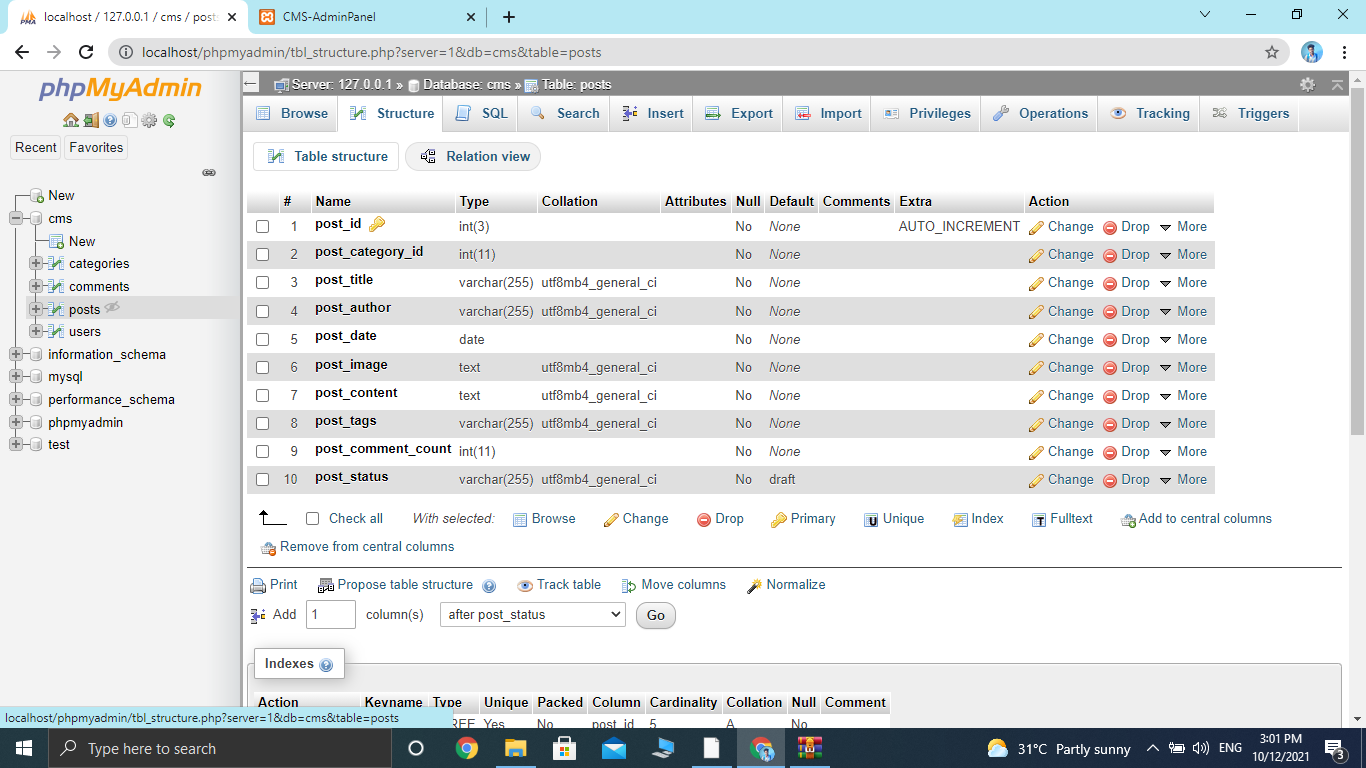 localhost / 127.0.0.1 / cms / posts
CMS-AdminPanel
localhost/phpmyadmin/tbl_structure.php?server=1&db=cms&table=posts
phpMyAdmin
Server: 127.0.0.1 » Database: cms » Table: posts
Browse Structure SQL Search Insert Export Import Privileges Operations Tracking Triggers
Recent Favorites
Table structure Relation view
New
cms
New
categories
comments
posts
users
information_schema
mysql
performance_schema
phpmyadmin
test
# Name Type Collation Attributes Null Default Comments Extra Action
1 post_id int(3) No None AUTO_INCREMENT Change Drop More
2 post_category_id int(11) No None Change Drop More
3 post_title varchar(255) utf8mb4_general_ci No None Change Drop More
4 post_author varchar(255) utf8mb4_general_ci No None Change Drop More
5 post_date date No None Change Drop More
6 post_image text utf8mb4_general_ci No None Change Drop More
7 post_content text utf8mb4_general_ci No None Change Drop More
8 post_tags varchar(255) utf8mb4_general_ci No None Change Drop More
9 post_comment_count int(11) No None Change Drop More
10 post_status varchar(255) utf8mb4_general_ci No draft Change Drop More
Check all With selected: Browse Change Drop Primary Unique Index Fulltext Add to central columns
Remove from central columns
Print Propose table structure Track table Move columns Normalize
Add 1 column(s) after post_status Go
Indexes
Action Keyname Type Unique Packed Column Cardinality Collation Null Comment
REE Yes No post_id 5 A No
localhost/phpmyadmin/tbl_structure.php?server=1&db=cms&table=posts
Type here to search
31°C Partly sunny
ENG
3:01 PM
10/12/2021
3